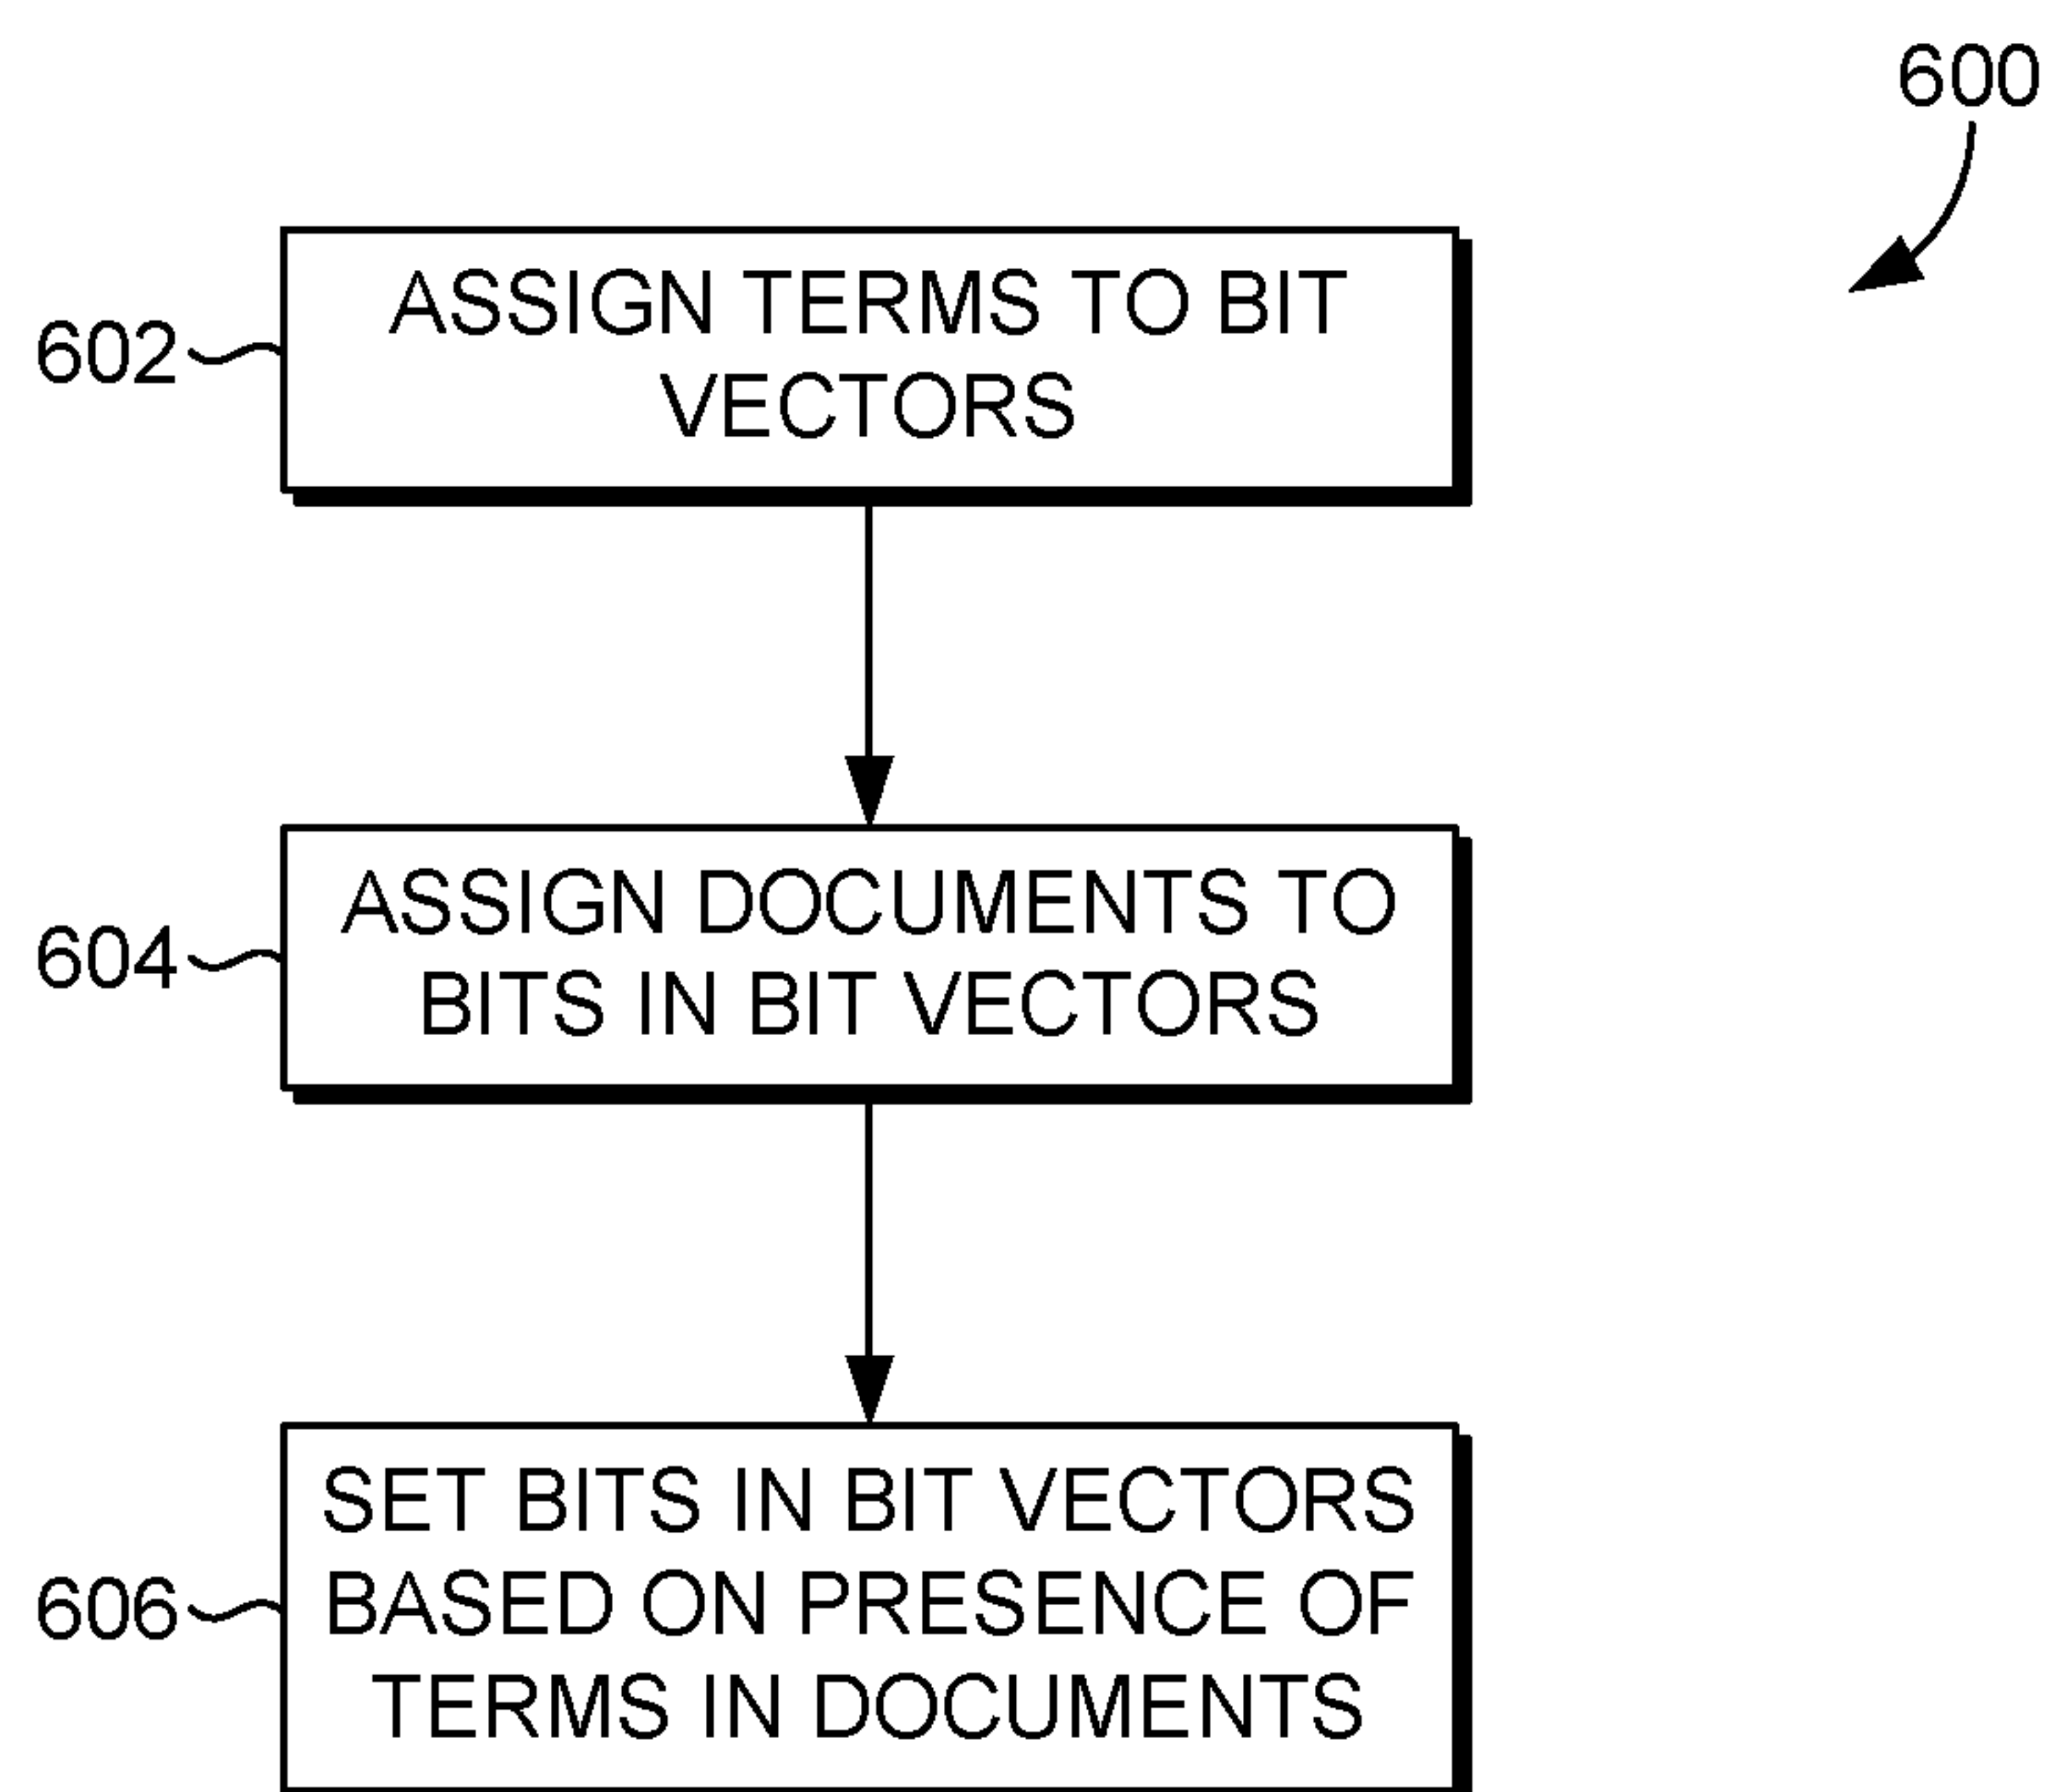 600
602
ASSIGN TERMS TO BIT
VECTORS
604
ASSIGN DOCUMENTS TO
BITS IN BIT VECTORS
606
SET BITS IN BIT VECTORS
BASED ON PRESENCE OF
TERMS IN DOCUMENTS